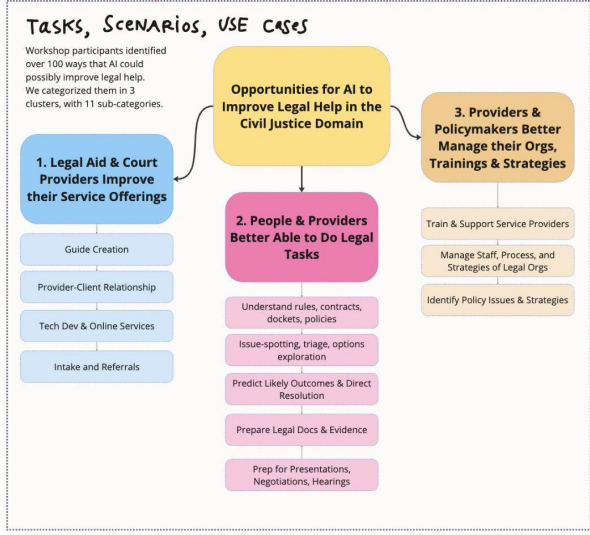 Tasks, Scenarios, Use Cases
Workshop participants identified
over 100 ways that AI could
possibly improve legal help.
We categorized them in 3
clusters, with 11 sub-categories.
Opportunities for AI to
Improve Legal Help in the
Civil Justice Domain
1. Legal Aid & Court
Providers Improve
their Service Offerings
Guide Creation
Provider-Client Relationship
Tech Dev & Online Services
Intake and Referrals
2. People & Providers
Better Able to Do Legal
Tasks
Understand rules, contracts,
dockets, policies
Issue-spotting, triage, options
exploration
Predict Likely Outcomes & Direct
Resolution
Prepare Legal Docs & Evidence
Prep for Presentations,
Negotiations, Hearings
3. Providers &
Policymakers Better
Manage their Orgs,
Trainings & Strategies
Train & Support Service Providers
Manage Staff, Process, and
Strategies of Legal Orgs
Identify Policy Issues & Strategies